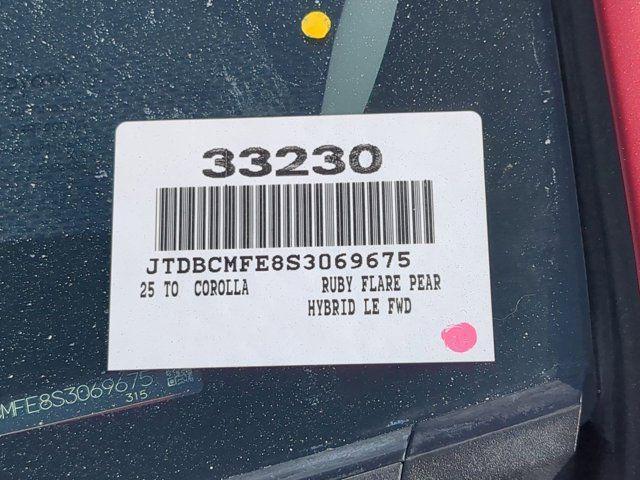 33230
JTDBCMFE8S3069675
25 TO COROLLA RUBY FLARE PEAR
HYBRID LE FWD
MFE8S3069675
315